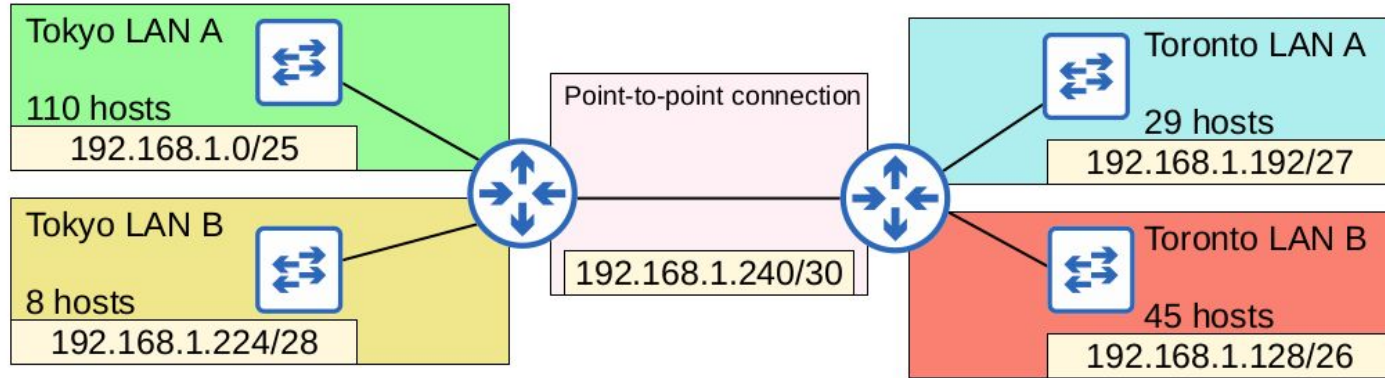 Tokyo LAN A
110 hosts
192.168.1.0/25
Tokyo LAN B
8 hosts
192.168.1.224/28
Point-to-point connection
192.168.1.240/30
Toronto LAN A
29 hosts
192.168.1.192/27
Toronto LAN B
45 hosts
192.168.1.128/26